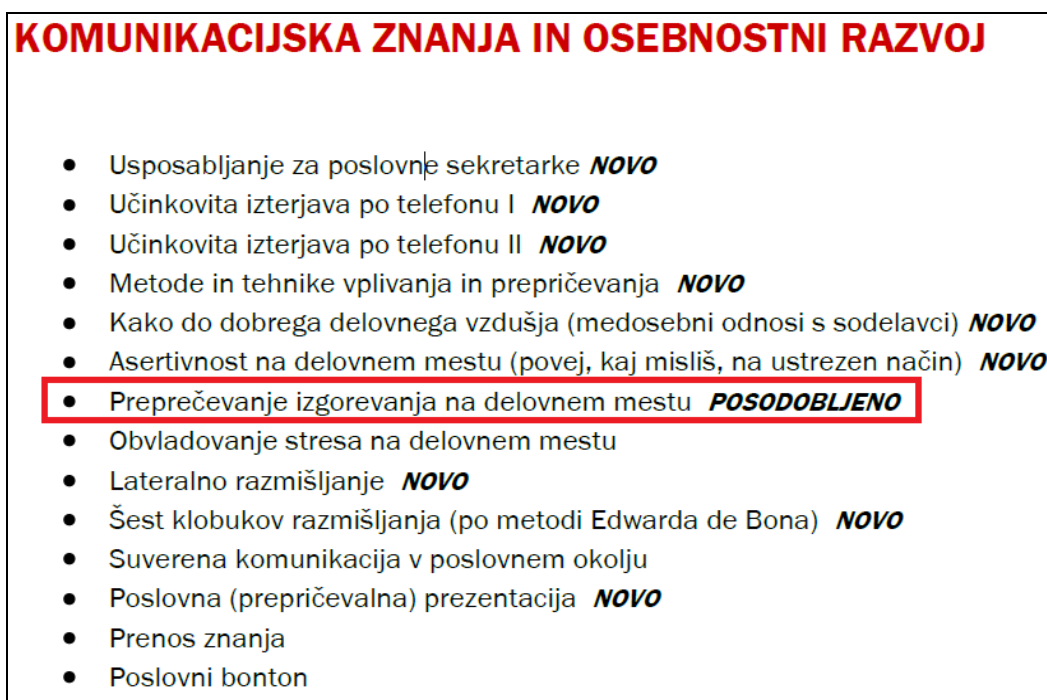 KOMUNIKACIJSKA ZNANJA IN OSEBNOSTNI RAZVOJ
• Usposabljanje za poslovne sekretarke NOVO
• Učinkovita izterjava po telefonu I NOVO
• Učinkovita izterjava po telefonu II NOVO
• Metode in tehnike vplivanja in prepričevanja NOVO
• Kako do dobrega delovnega vzdušja (medosebni odnosi s sodelavci) NOVO
• Asertivnost na delovnem mestu (povej, kaj misliš, na ustrezen način) NOVO
• Preprečevanje izgorevanja na delovnem mestu POSODOBLJENO
• Obvladovanje stresa na delovnem mestu
• Lateralno razmišljanje NOVO
• Šest klobukov razmišljanja (po metodi Edwarda de Bona) NOVO
• Suverena komunikacija v poslovnem okolju
• Poslovna (prepričevalna) prezentacija NOVO
• Prenos znanja
• Poslovni bonton